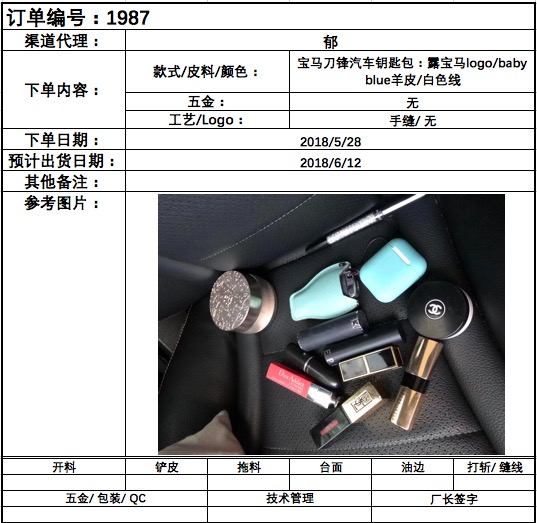 订单编号：1987
渠道代理： 郁
下单内容： 款式/皮料/颜色： 宝马刀锋汽车钥匙包：露宝马logo/baby
blue羊皮/白色线
五金： 无
工艺/Logo： 手缝/ 无
下单日期： 2018/5/28
预计出货日期： 2018/6/12
其他备注：
参考图片：
Dior Addict
开料 铲皮 拖料 台面 油边 打斩/ 缝线
五金/ 包装/ QC 技术管理 厂长签字